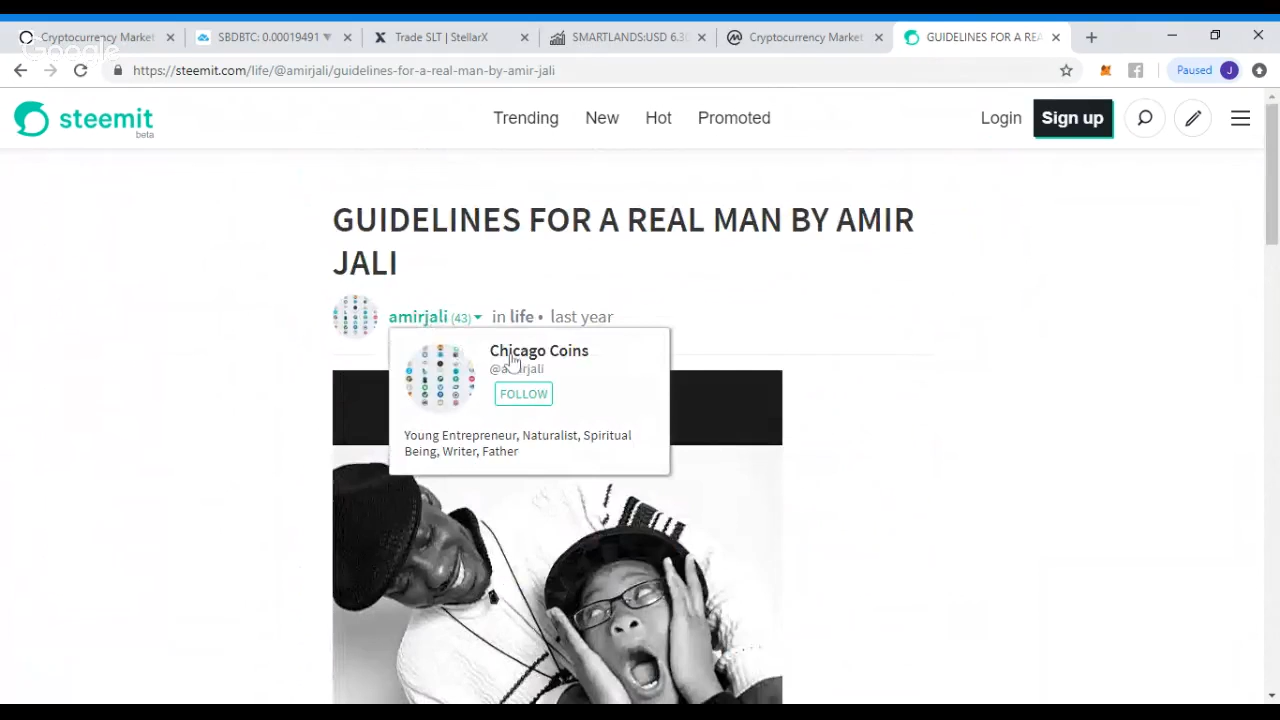 Cryptocurrency Market
SBDBTC: 0.00019491 ▼
Trade SLT | StellarX
SMARTLANDS:USD 6.30
Cryptocurrency Market
GUIDELINES FOR A REA
Google
https://steemit.com/life/@amirjali/guidelines-for-a-real-man-by-amir-jali
Paused
J
steemit
beta
Trending
New
Hot
Promoted
Login
Sign up
GUIDELINES FOR A REAL MAN BY AMIR
JALI
amirjali (43) in life • last year
Chicago Coins
@amirjali
FOLLOW
Young Entrepreneur, Naturalist, Spiritual
Being, Writer, Father